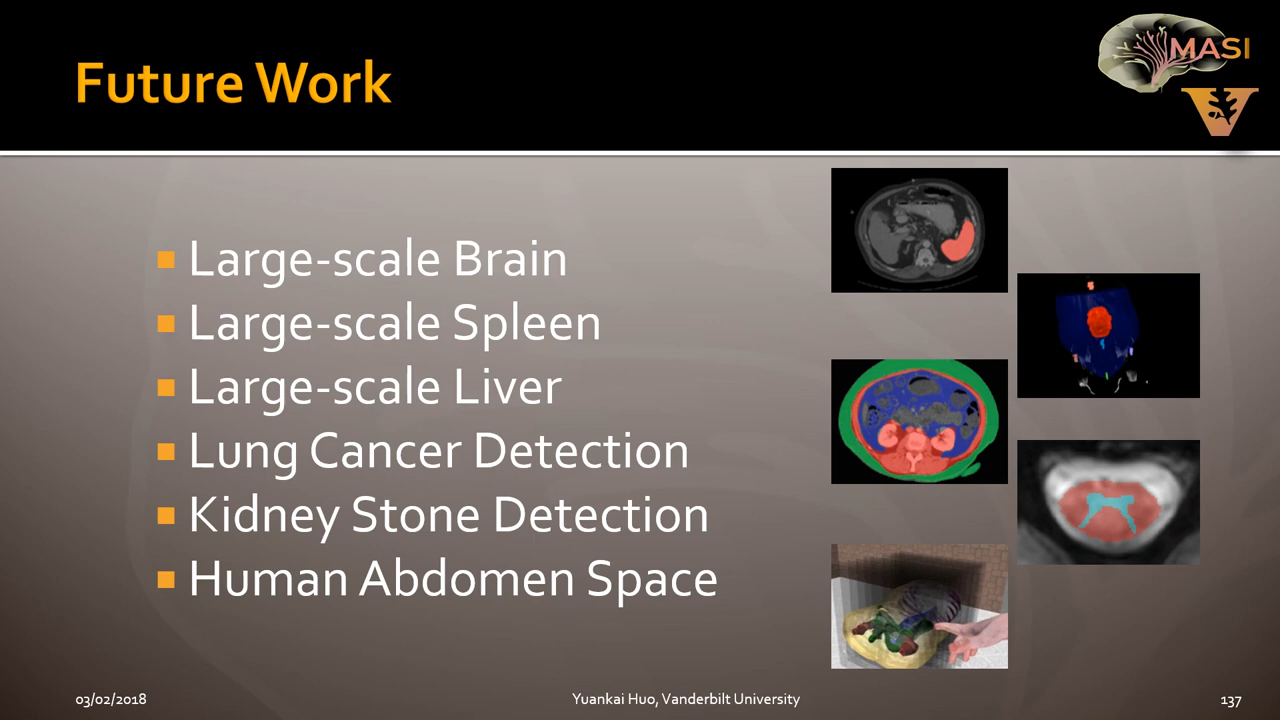 Future Work
MASI
Large-scale Brain
Large-scale Spleen
Large-scale Liver
Lung Cancer Detection
Kidney Stone Detection
Human Abdomen Space
03/02/2018
Yuankai Huo, Vanderbilt University
137